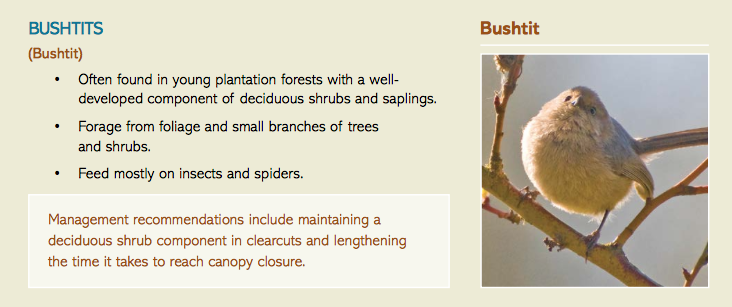 BUSHTITS
(Bushtit)
• Often found in young plantation forests with a well-
developed component of deciduous shrubs and saplings.
• Forage from foliage and small branches of trees
and shrubs.
• Feed mostly on insects and spiders.
Management recommendations include maintaining a
deciduous shrub component in clearcuts and lengthening
the time it takes to reach canopy closure.
Bushtit